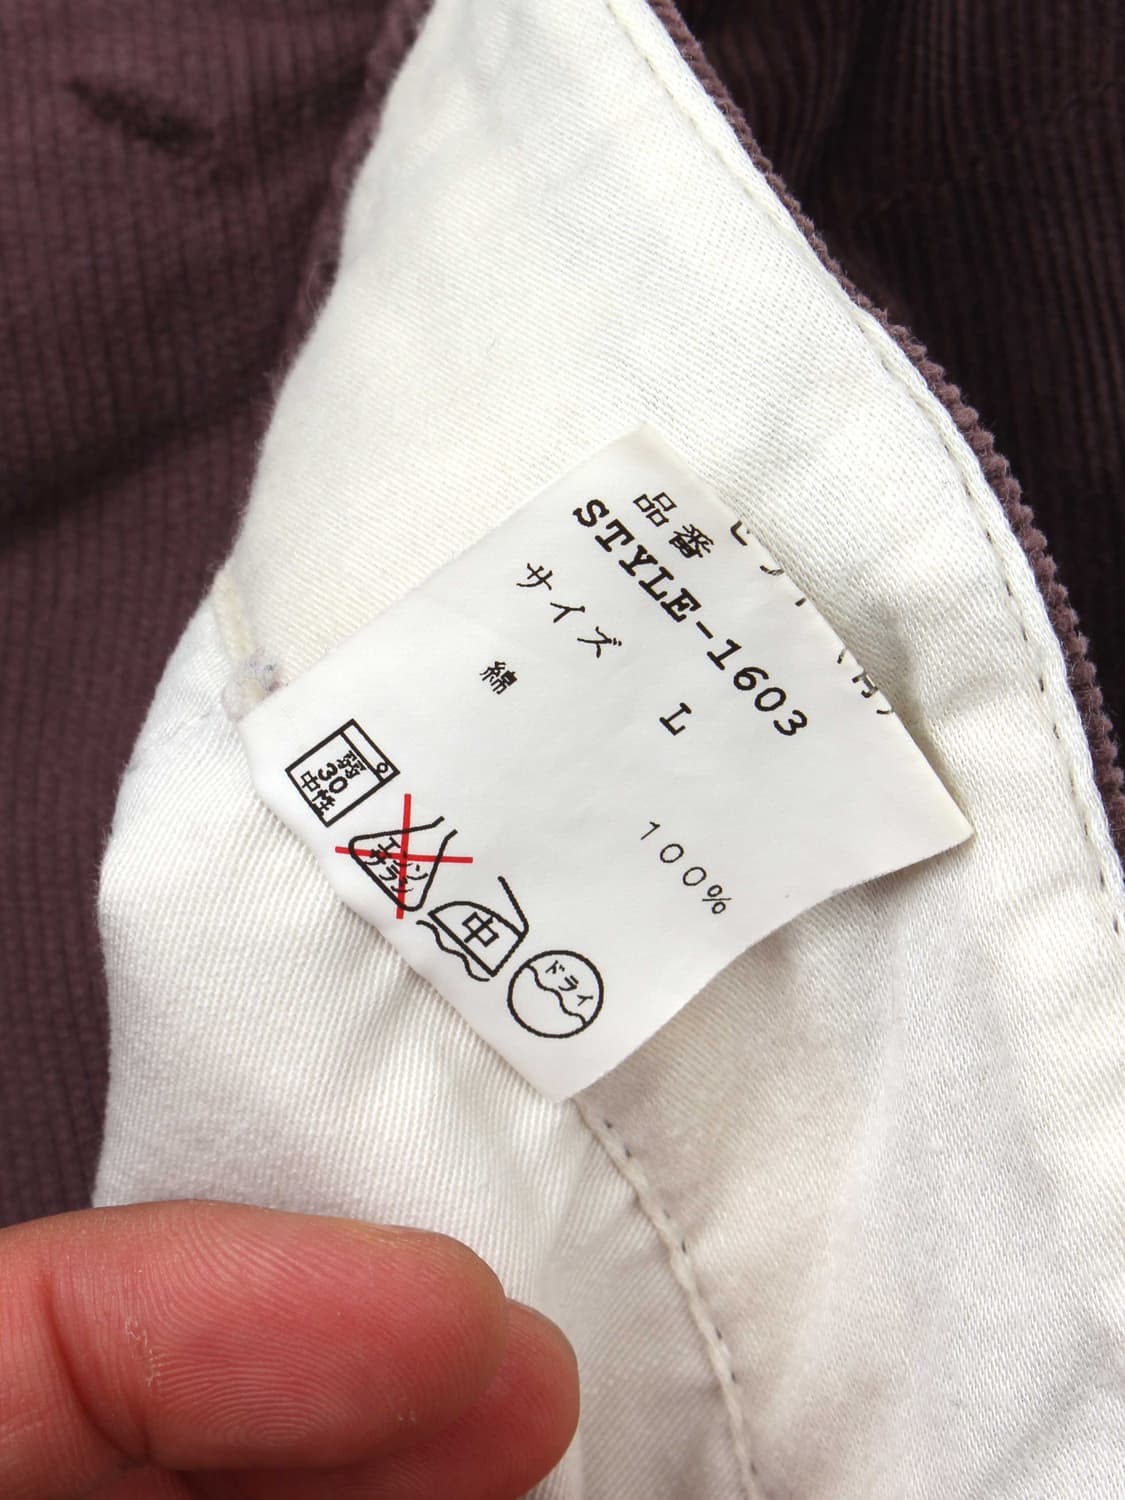 品番
STYLE-1603
サイズ L
綿 100%
弱
30
中性
エンソ
サラシ
中
ドライ